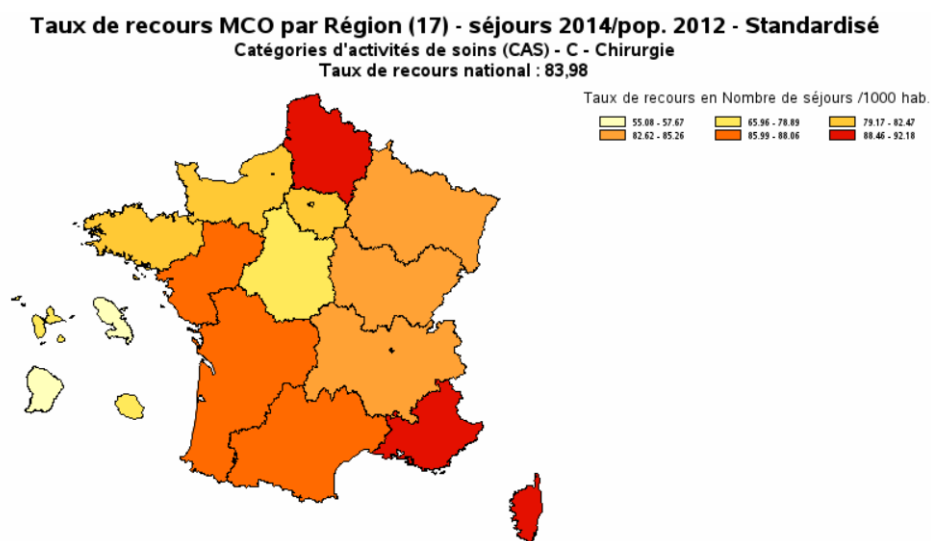 Taux de recours MCO par Région (17) - séjours 2014/pop. 2012 - Standardisé
Catégories d'activités de soins (CAS) - C - Chirurgie
Taux de recours national : 83,98
Taux de recours en Nombre de séjours /1000 hab.
55.08 - 57.67 65.96 - 78.89 79.17 - 82.47
82.62 - 85.26 85.99 - 88.06 88.46 - 92.18